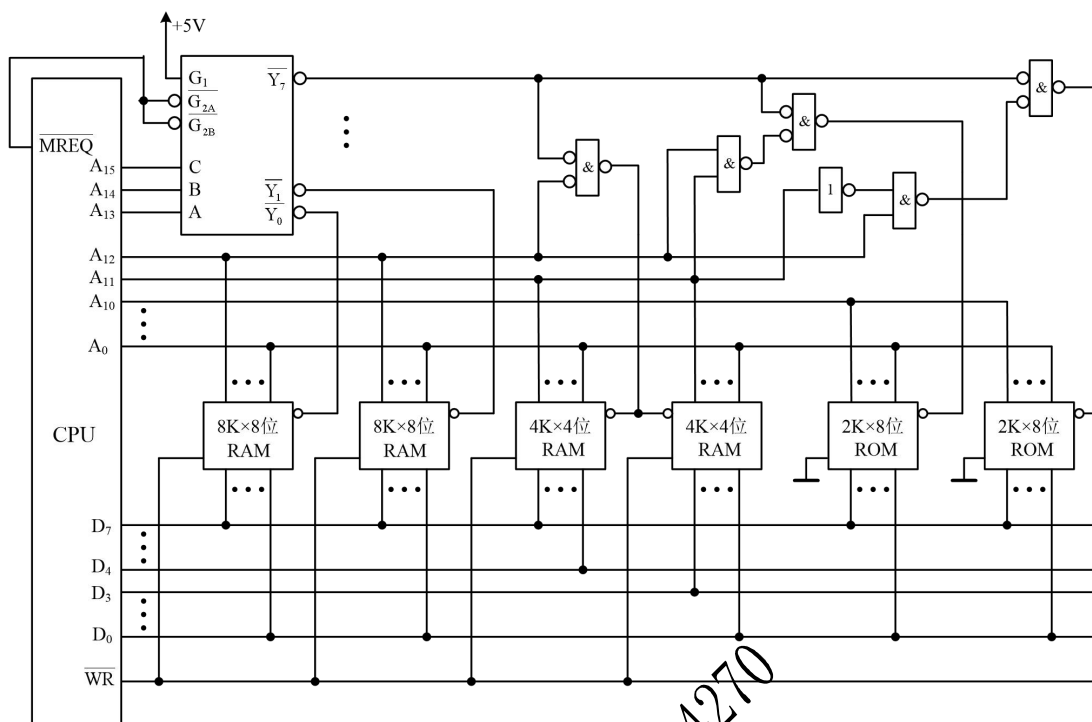 +5V
G1
G2A
G2B
C
B
A
Y7
Y1
Y0
&
&
&
1
&
&
MREQ
A15
A14
A13
A12
A11
A10
A0
CPU
8K×8位
RAM
8K×8位
RAM
4K×4位
RAM
4K×4位
RAM
2K×8位
ROM
2K×8位
ROM
D7
D4
D3
D0
WR
4270